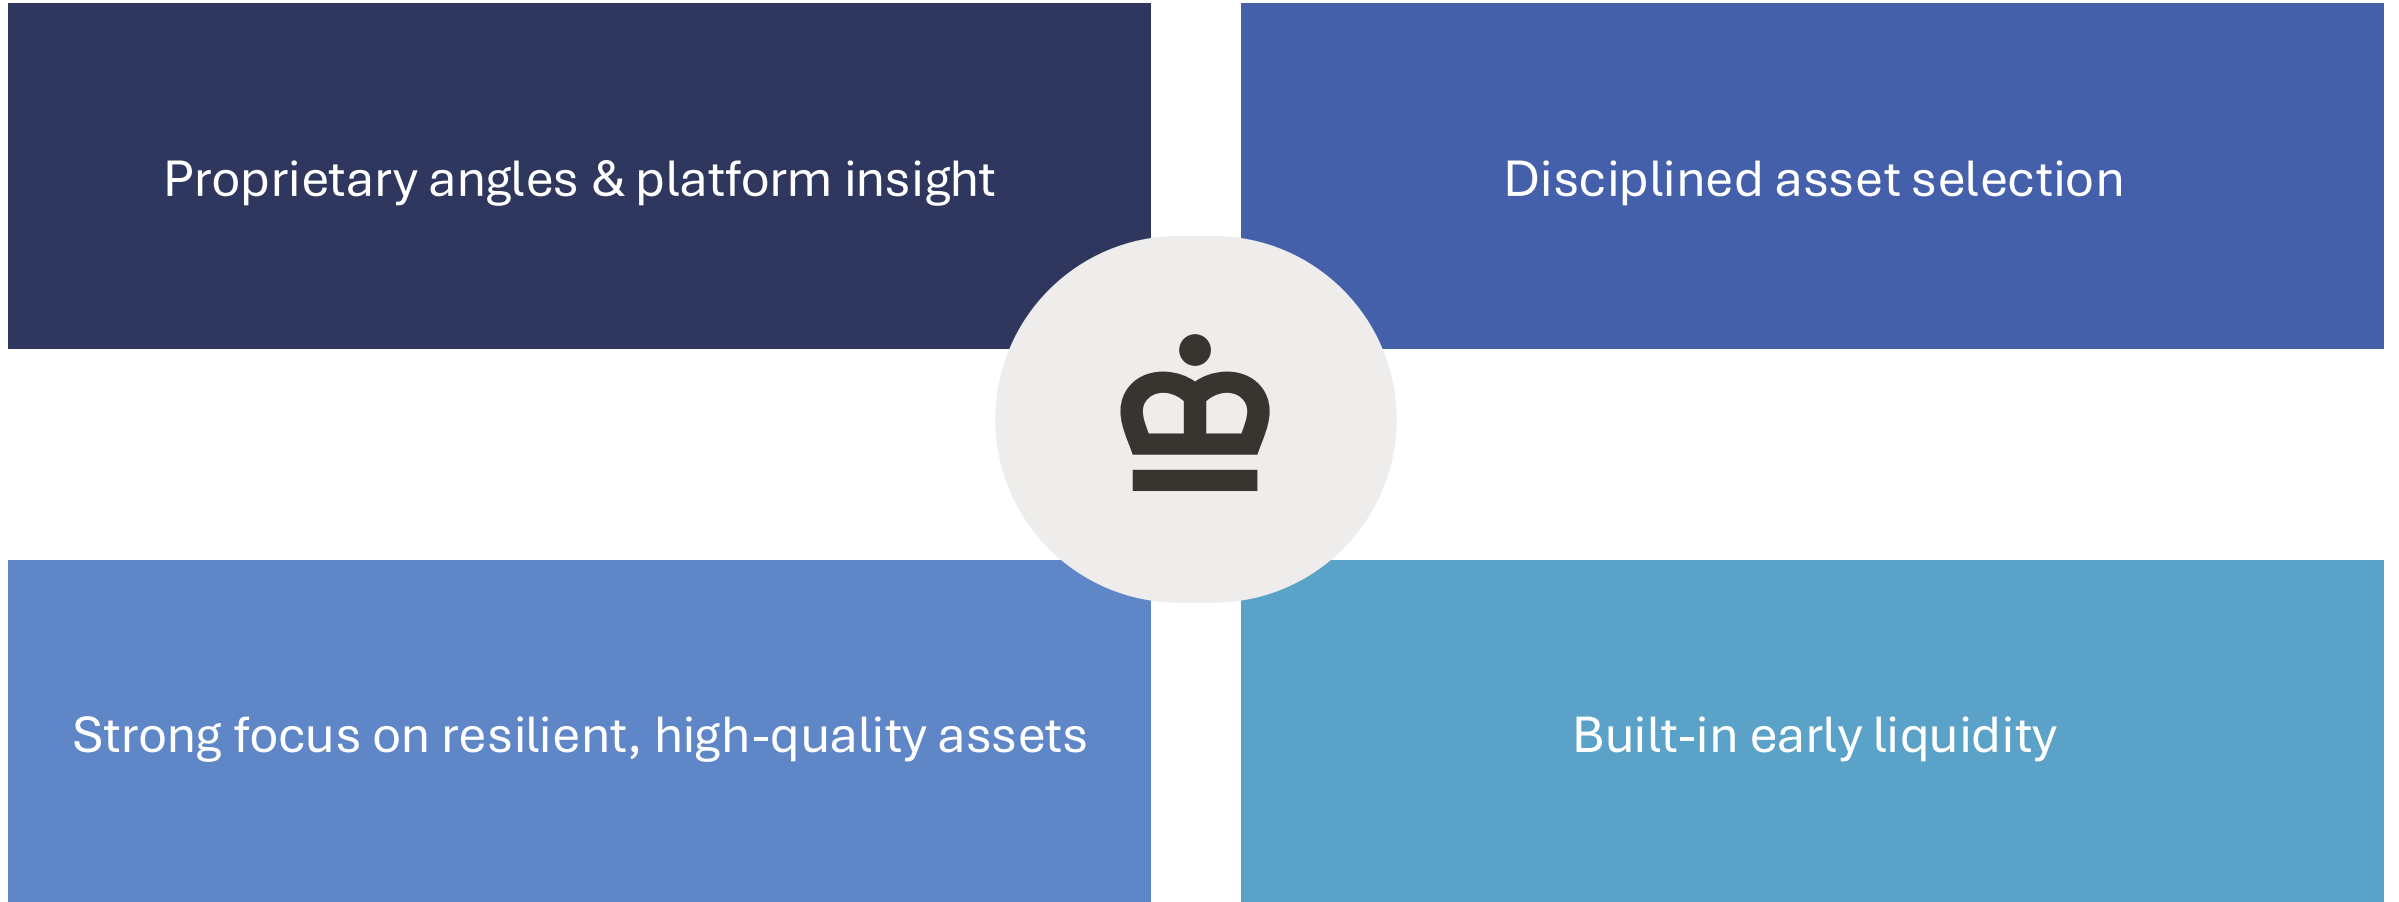 Proprietary angles & platform insight
Disciplined asset selection
Strong focus on resilient, high-quality assets
Built-in early liquidity